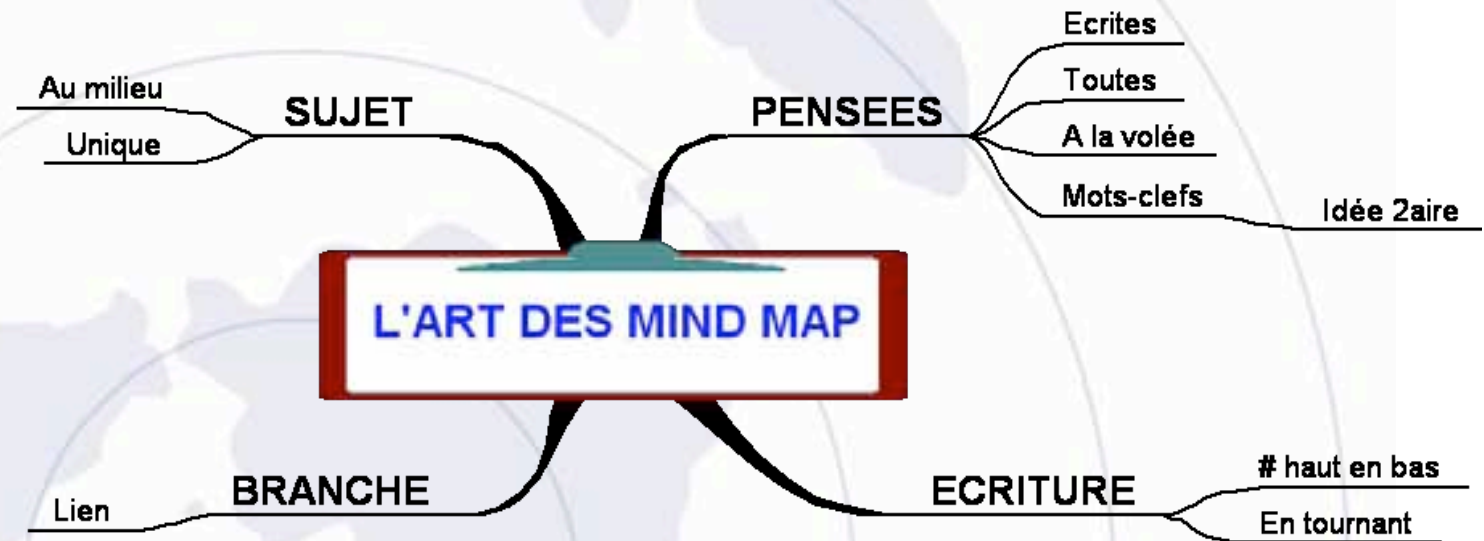 Ecrites
Toutes
A la volée
Mots-clefs
Idée 2aire
PENSEES
Au milieu
Unique
SUJET
L'ART DES MIND MAP
BRANCHE
Lien
ECRITURE
# haut en bas
En tournant